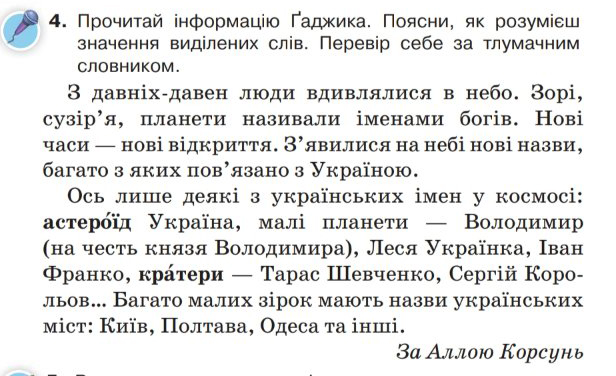 4. Прочитай інформацію Ґаджика. Поясни, як розумієш
значення виділених слів. Перевір себе за тлумачним
словником.
З давніх-давен люди вдивлялися в небо. Зорі,
сузір’я, планети називали іменами богів. Нові
часи — нові відкриття. З’явилися на небі нові назви,
багато з яких пов’язано з Україною.
Ось лише деякі з українських імен у космосі:
астеро́їд Україна, малі планети — Володимир
(на честь князя Володимира), Леся Українка, Іван
Франко, кра́тери — Тарас Шевченко, Сергій Коро-
льов... Багато малих зірок мають назви українських
міст: Київ, Полтава, Одеса та інші.
За Аллою Корсунь